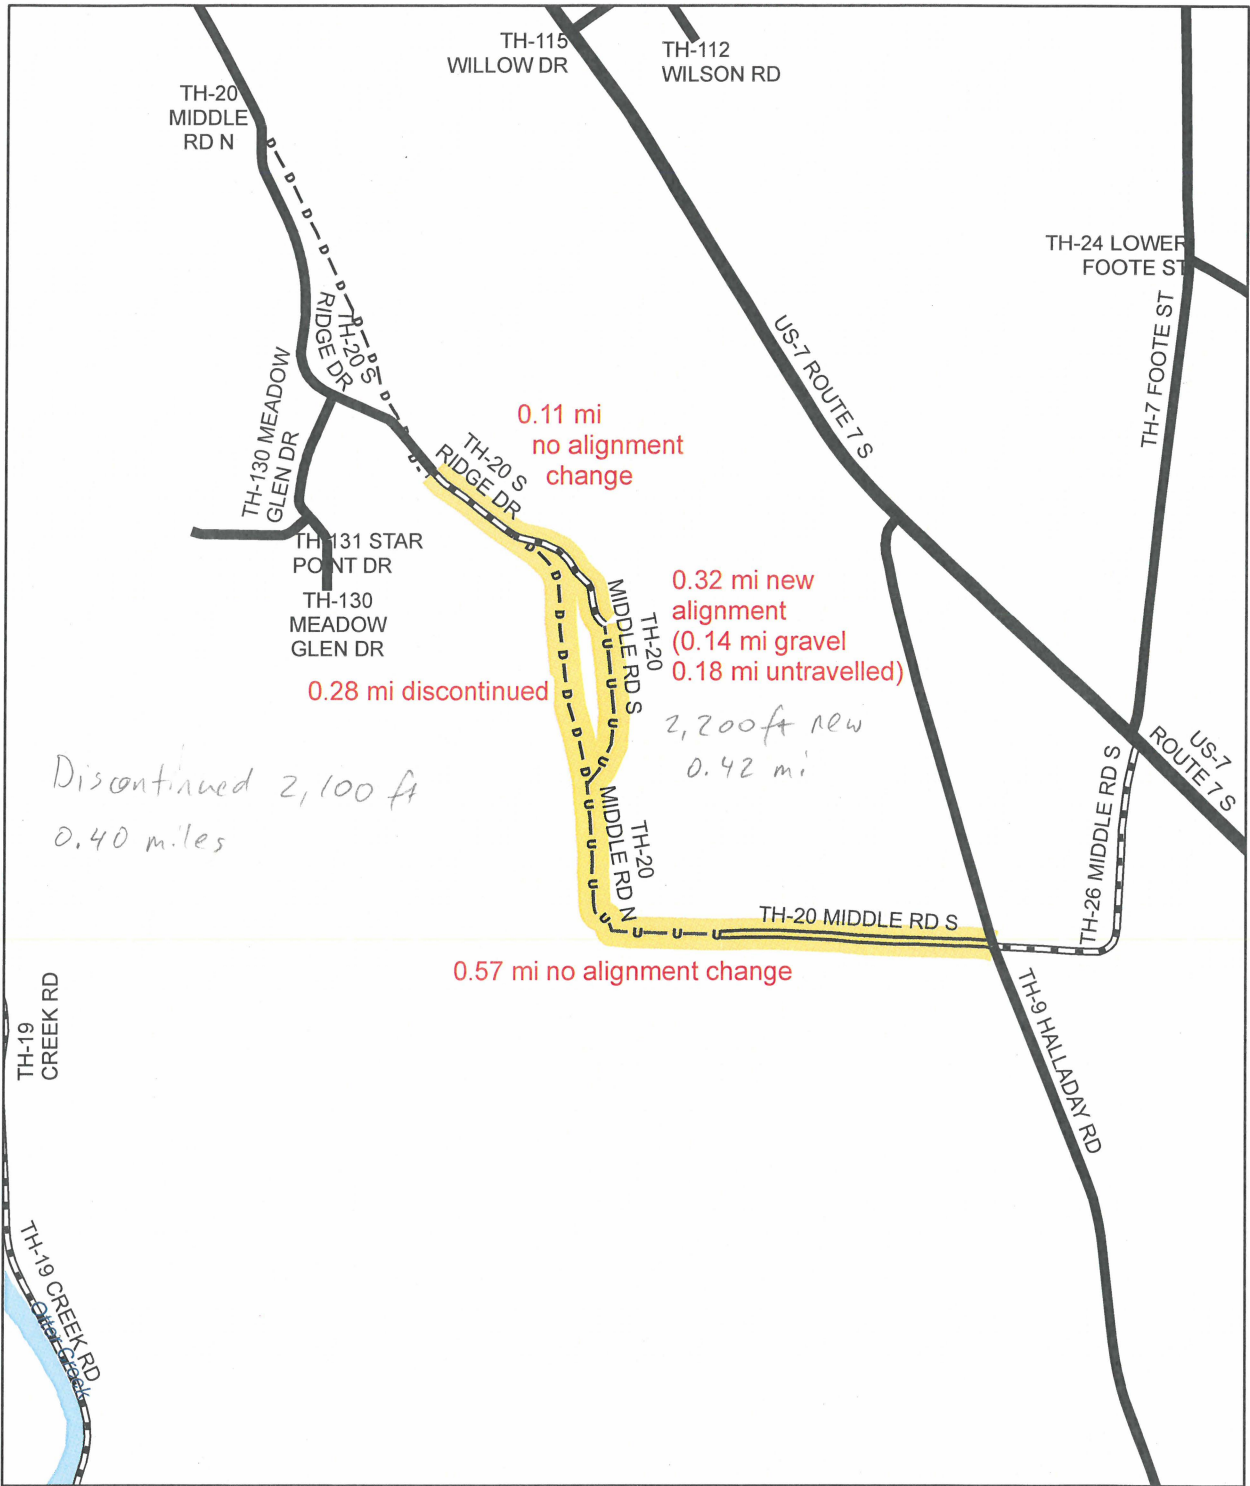 TH-115
WILLOW DR
TH-112
WILSON RD
TH-20
MIDDLE
RD N
TH-24 LOWER
FOOTE ST
TH-7 FOOTE ST
US-7 ROUTE 7 S
TH-20 S
RIDGE DR
TH-130 MEADOW
GLEN DR
0.11 mi
no alignment
change
TH-20 S
RIDGE DR
TH-131 STAR
POINT DR
TH-130
MEADOW
GLEN DR
0.32 mi new
alignment
(0.14 mi gravel
0.18 mi untravelled)
TH-20
MIDDLE RD S
0.28 mi discontinued
2,200 ft new
0.42 mi
US-7
ROUTE 7 S
Discontinued 2,100 ft
0.40 miles
TH-20
MIDDLE RD N
TH-26 MIDDLE RD S
TH-20 MIDDLE RD S
0.57 mi no alignment change
TH-19
CREEK RD
TH-9 HALLADAY RD
TH-19 CREEK RD
Otter Creek
D D D D D D D D D D
D D D D D D D
U U U U
U U U U U U U